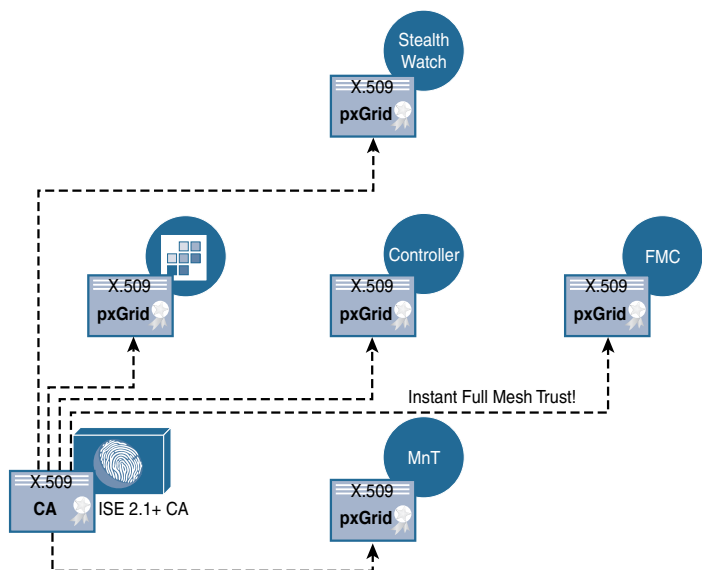 Stealth
Watch
X.509
pxGrid
Controller
FMC
X.509
pxGrid
X.509
pxGrid
X.509
pxGrid
Instant Full Mesh Trust!
MnT
X.509
CA
ISE 2.1+ CA
X.509
pxGrid